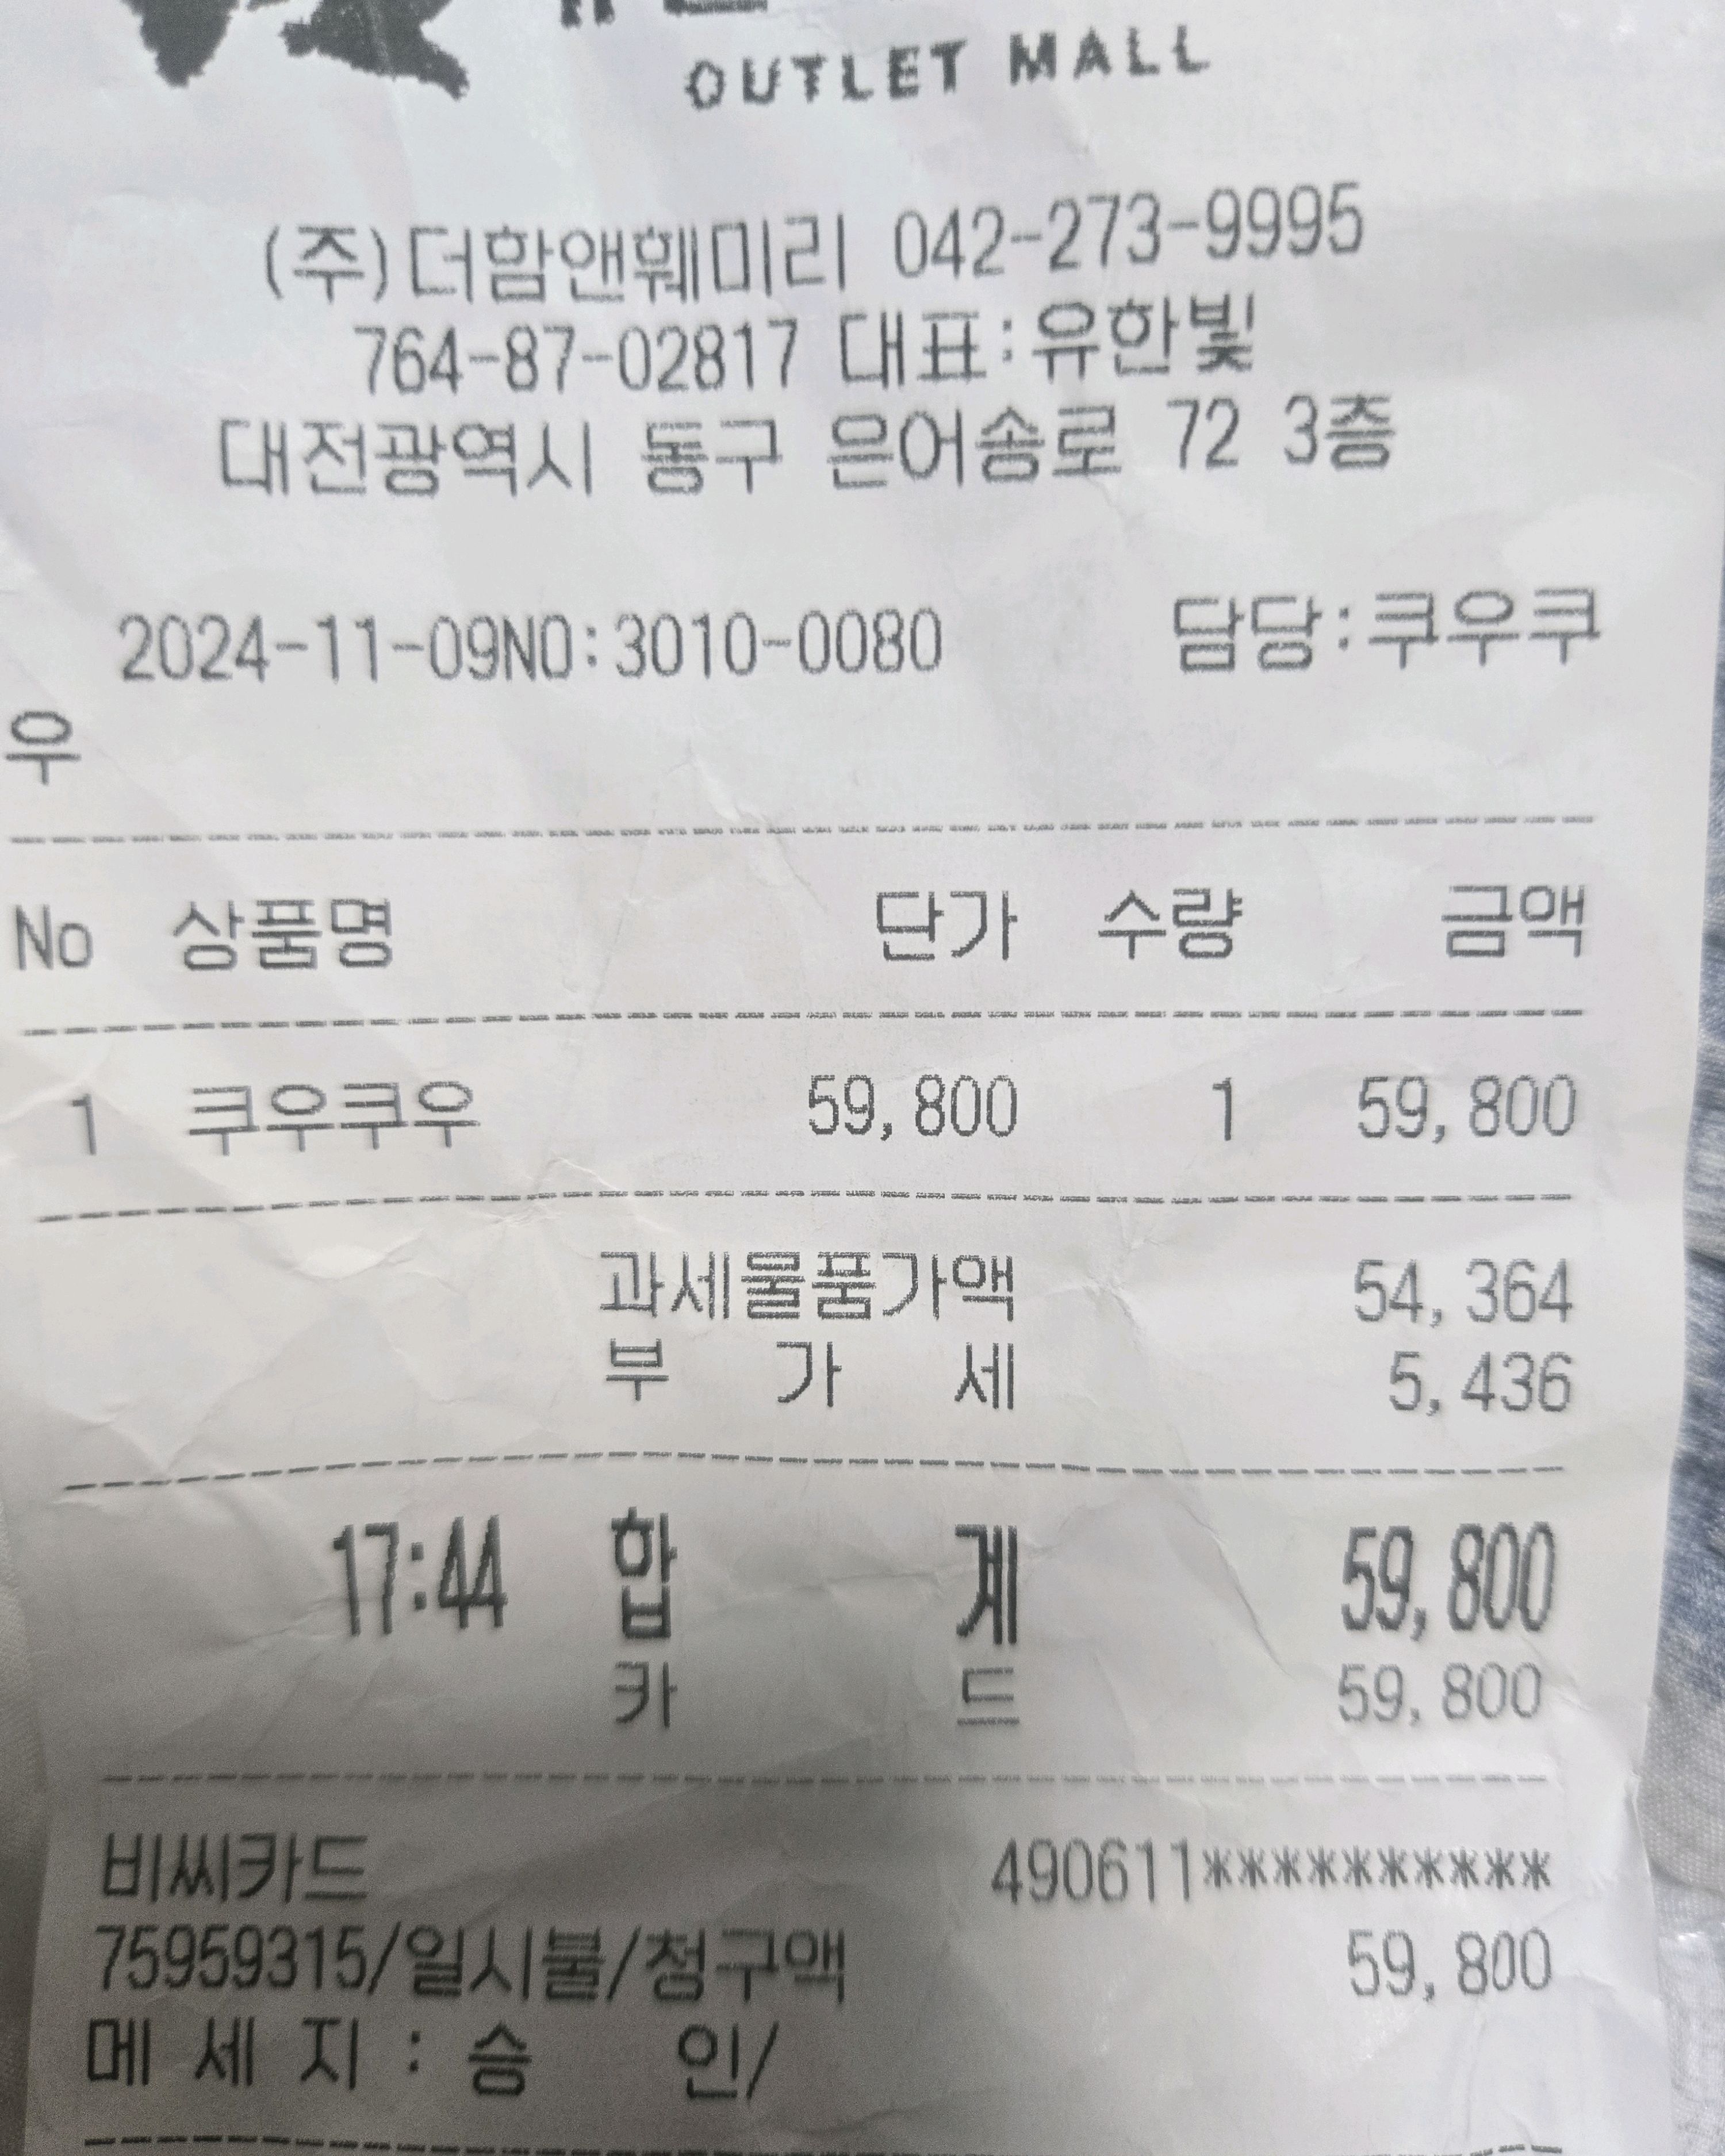 OUTLET MALL
(주)더함앤훼미리 042-273-9995
764-87-02817 대표:유한빛
대전광역시 동구 은어송로 72 3층
2024-11-09NO:3010-0080 담당:쿠우쿠
우
No 상품명 단가 수량 금액
1 쿠우쿠우 59,800 1 59,800
과세물품가액 54,364
부 가 세 5,436
17:44 합 계 59,800
카 드 59,800
비씨카드 490611**********
75959315/일시불/청구액 59,800
메 세 지 : 승 인/